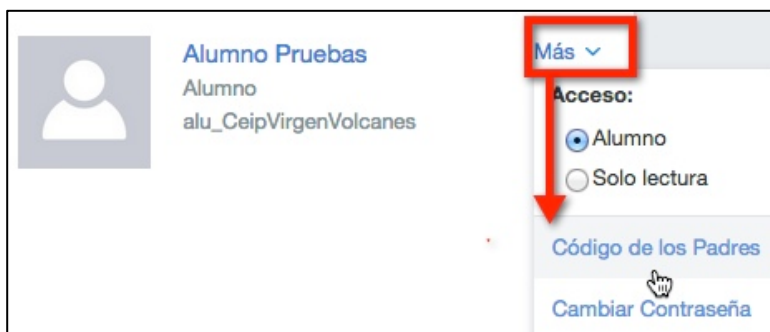 Alumno Pruebas
Alumno
alu_CeipVirgenVolcanes
Más
Acceso:
Alumno
Solo lectura
Código de los Padres
Cambiar Contraseña